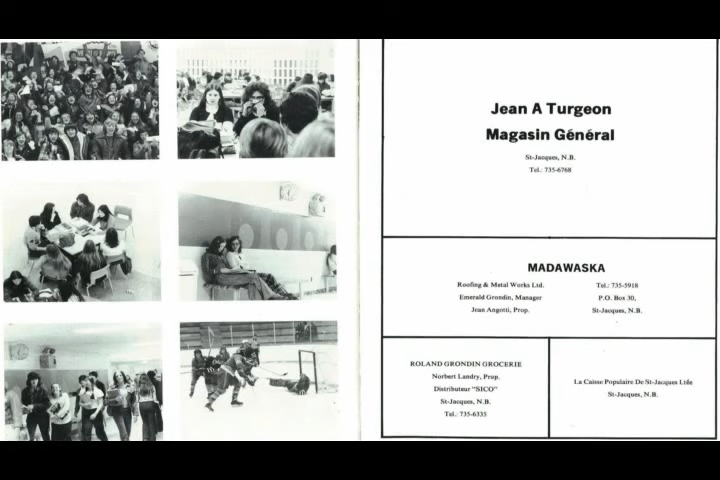 Jean A Turgeon
Magasin Général
St-Jacques, N.B.
Tel.: 735-6768
MADAWASKA
Roofing & Metal Works Ltd.
Emerald Grondin, Manager
Jean Angotti, Prop.
Tel.: 735-5918
P.O. Box 30,
St-Jacques, N.B.
ROLAND GRONDIN GROCERIE
Norbert Landry, Prop.
Distributeur "SICO"
St-Jacques, N.B.
Tel.: 735-6335
La Caisse Populaire De St-Jacques Ltée
St-Jacques, N.B.